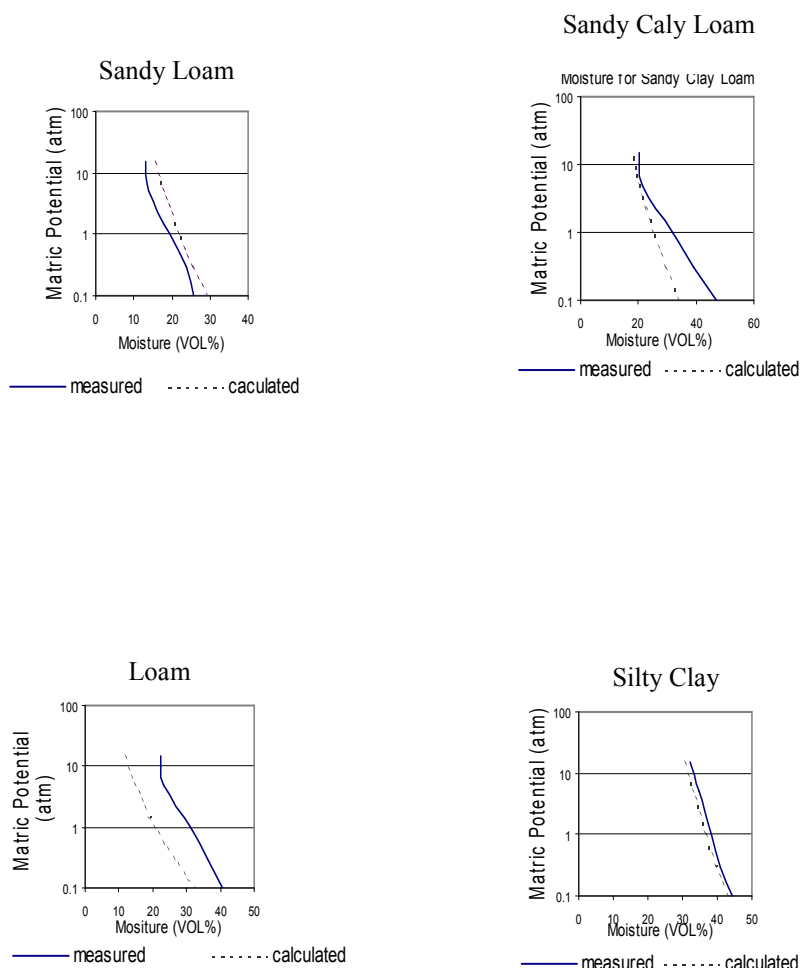 Sandy Loam
Matric Potential (atm)
100
10
1
0.1
0 10 20 30 40
Moisture (VOL%)
measured caculated
Sandy Caly Loam
Moisture for Sandy Clay Loam
Matric Potential (atm)
100
10
1
0.1
0 20 40 60
Moisture (VOL%)
measured calculated
Loam
Matric Potential
(atm)
100
10
1
0.1
0 10 20 30 40 50
Mositure (VOL%)
measured calculated
Silty Clay
Matric Potential (atm)
100
10
1
0.1
0 10 20 30 40 50
Moisture (VOL%)
measured calculated